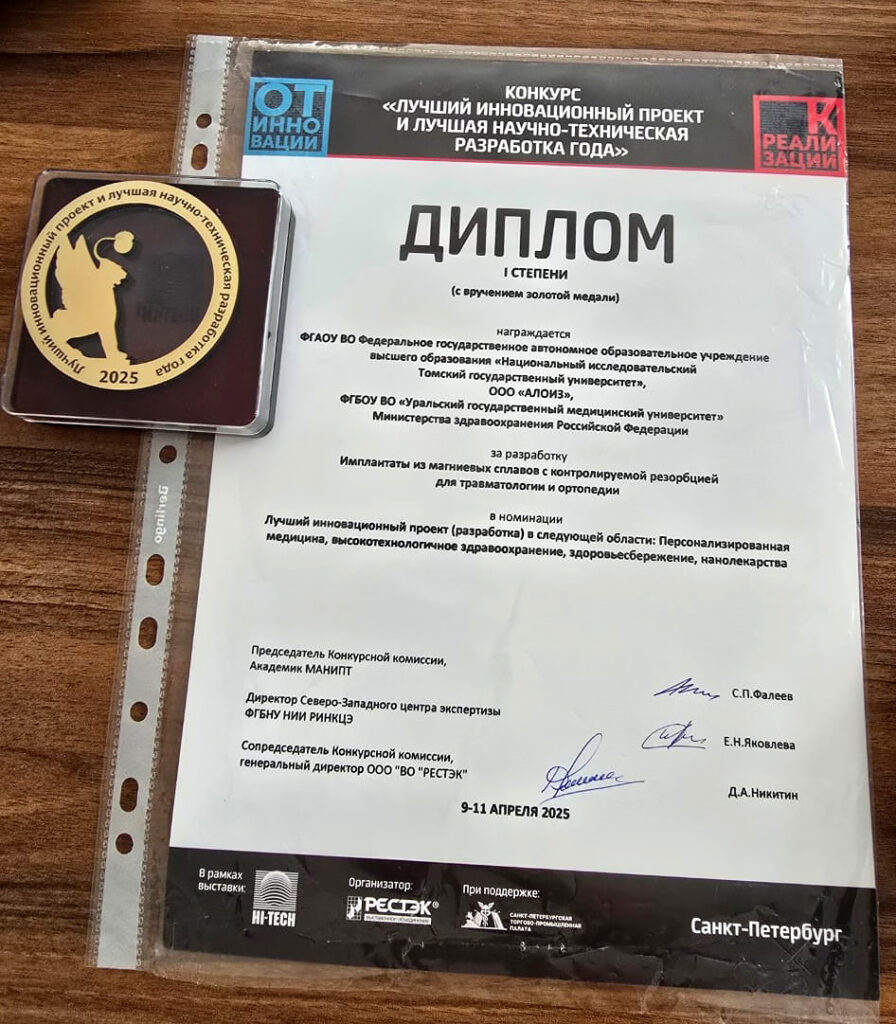 ОТ
ИННО
ВАЦИИ
КОНКУРС
«ЛУЧШИЙ ИННОВАЦИОННЫЙ ПРОЕКТ
И ЛУЧШАЯ НАУЧНО-ТЕХНИЧЕСКАЯ
РАЗРАБОТКА ГОДА»
К
РЕАЛИ
ЗАЦИИ
Лучший инновационный проект и лучшая научно-техническая разработка года
2025
ДИПЛОМ
I СТЕПЕНИ
(с вручением золотой медали)
награждается
ФГАОУ ВО Федеральное государственное автономное образовательное учреждение
высшего образования «Национальный исследовательский
Томский государственный университет»,
ООО «АЛОИЗ»,
ФГБОУ ВО «Уральский государственный медицинский университет»
Министерства здравоохранения Российской Федерации
за разработку
Имплантаты из магниевых сплавов с контролируемой резорбцией
для травматологии и ортопедии
в номинации
Лучший инновационный проект (разработка) в следующей области: Персонализированная
медицина, высокотехнологичное здравоохранение, здоровьесбережение, нанолекарства
Berlingo
Председатель Конкурсной комиссии,
Академик МАНИПТ
С.П.Фалеев
Директор Северо-Западного центра экспертизы
ФГБНУ НИИ РИНКЦЭ
Е.Н.Яковлева
Сопредседатель Конкурсной комиссии,
генеральный директор ООО "ВО "РЕСТЭК"
Д.А.Никитин
9-11 АПРЕЛЯ 2025
В рамках
выставки:
HI-TECH
Организатор:
РЕСТЭК®
ВЫСТАВОЧНОЕ ОБЪЕДИНЕНИЕ
При поддержке:
САНКТ-ПЕТЕРБУРГСКАЯ
ТОРГОВО-ПРОМЫШЛЕННАЯ
ПАЛАТА
Санкт-Петербург